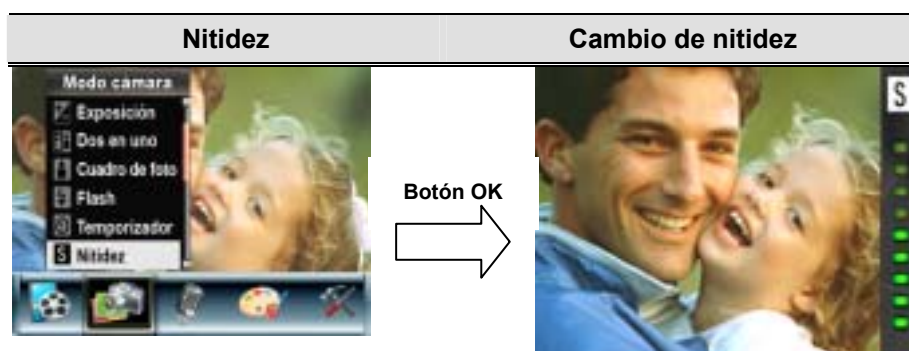 Nitidez
Cambio de nitidez
Modo cámara
Exposición
Dos en uno
Cuadro de foto
Flash
Temporizador
S Nitidez
Botón OK
S